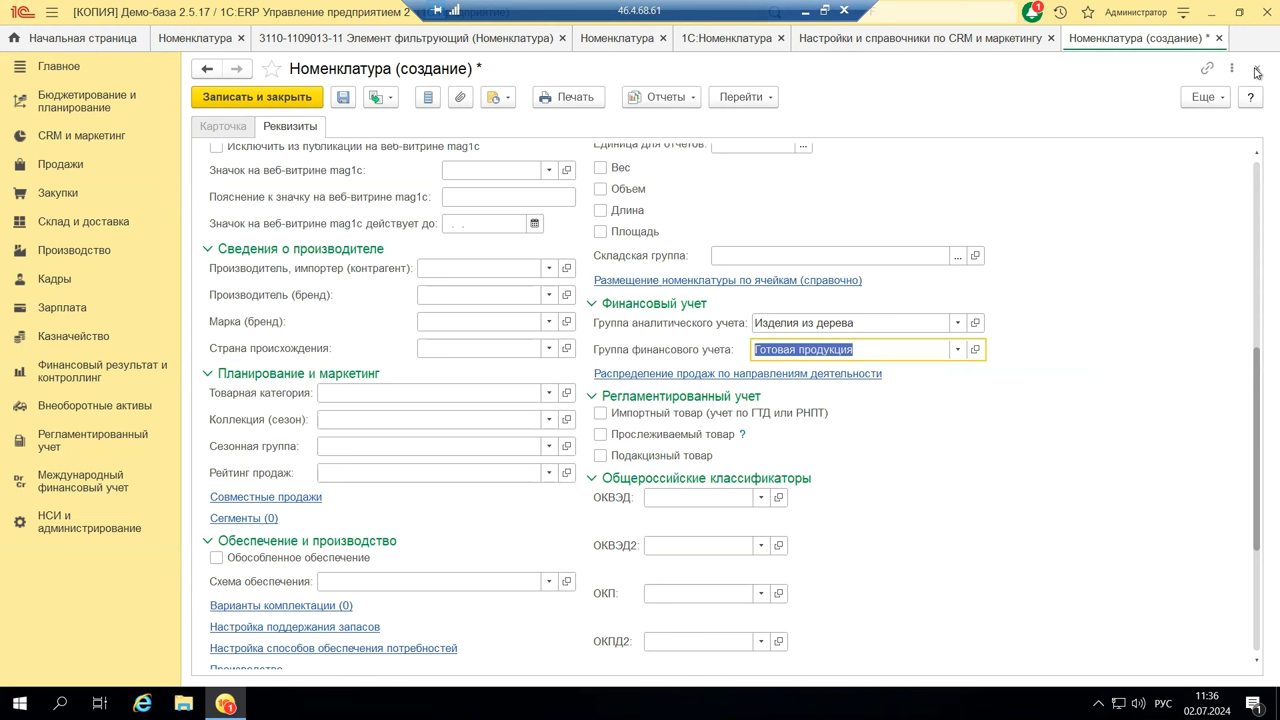 [КОПИЯ] Демо-база 2.5.17 / 1С:ERP Управление предприятием 2
46.4.68.61
1
Администратор
Начальная страница
Номенклатура
3110-1109013-11 Элемент фильтрующий (Номенклатура)
Номенклатура
1С:Номенклатура
Настройки и справочники по CRM и маркетингу
Номенклатура (создание) *
Главное
Бюджетирование и
планирование
CRM и маркетинг
Продажи
Закупки
Склад и доставка
Производство
Кадры
Зарплата
Казначейство
Финансовый результат и
контроллинг
Внеоборотные активы
Регламентированный
учет
Международный
финансовый учет
НСИ и
администрирование
Номенклатура (создание) *
Записать и закрыть
Печать
Отчеты
Перейти
Еще
?
Карточка
Реквизиты
Исключить из публикации на веб-витрине mag1c
Значок на веб-витрине mag1c:
Пояснение к значку на веб-витрине mag1c:
Значок на веб-витрине mag1c действует до:
Сведения о производителе
Производитель, импортер (контрагент):
Производитель (бренд):
Марка (бренд):
Страна происхождения:
Планирование и маркетинг
Товарная категория:
Коллекция (сезон):
Сезонная группа:
Рейтинг продаж:
Совместные продажи
Сегменты (0)
Обеспечение и производство
Обособленное обеспечение
Схема обеспечения:
Варианты комплектации (0)
Настройка поддержания запасов
Настройка способов обеспечения потребностей
Производство
Единица для отчетов:
Вес
Объем
Длина
Площадь
Складская группа:
Размещение номенклатуры по ячейкам (справочно)
Финансовый учет
Группа аналитического учета: Изделия из дерева
Группа финансового учета: Готовая продукция
Распределение продаж по направлениям деятельности
Регламентированный учет
Импортный товар (учет по ГТД или РНПТ)
Прослеживаемый товар ?
Подакцизный товар
Общероссийские классификаторы
ОКВЭД:
ОКВЭД2:
ОКП:
ОКПД2:
РУС
11:36
02.07.2024